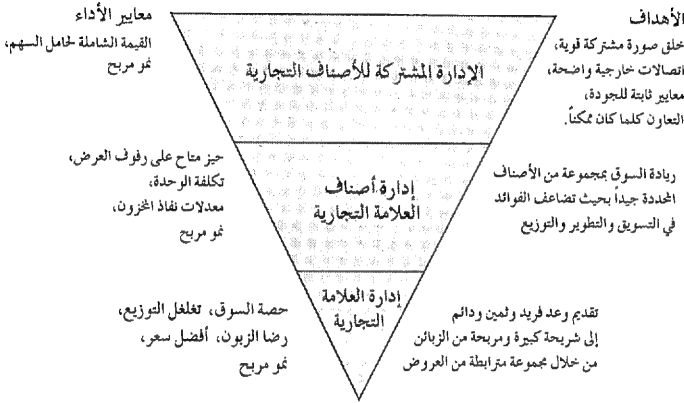 الأهداف
خلق صورة مشتركة قوية،
اتصالات خارجية واضحة،
معايير ثابتة للجودة،
التعاون كلما كان ممكناً.
الإدارة المشتركة للأصناف التجارية
معايير الأداء
القيمة الشاملة لحامل السهم،
نمو مربح
ريادة السوق بمجموعة من الأصناف
المحددة جيداً بحيث تضاعف الفوائد
في التسويق والتطوير والتوزيع
إدارة أصناف
العلامة التجارية
حيز متاح على رفوف العرض،
تكلفة الوحدة،
معدلات نفاذ المخزون،
نمو مربح
تقديم وعد فريد وثمين ودائم
إلى شريحة كبيرة ومربحة من الزبائن
من خلال مجموعة مترابطة من العروض
إدارة العلامة
التجارية
حصة السوق، تغلغل التوزيع،
رضا الزبون، أفضل سعر،
نمو مربح